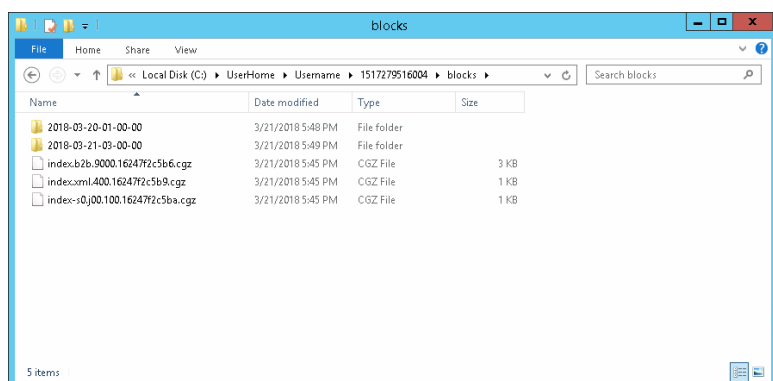 blocks
File Home Share View
« Local Disk (C:) UserHome Username 1517279516004 blocks Search blocks
Name Date modified Type Size
2018-03-20-01-00-00 3/21/2018 5:48 PM File folder
2018-03-21-03-00-00 3/21/2018 5:49 PM File folder
index.b2b.9000.16247f2c5b6.cgz 3/21/2018 5:45 PM CGZ File 3 KB
index.xml.400.16247f2c5b9.cgz 3/21/2018 5:45 PM CGZ File 1 KB
index-s0.j00.100.16247f2c5ba.cgz 3/21/2018 5:45 PM CGZ File 1 KB
5 items